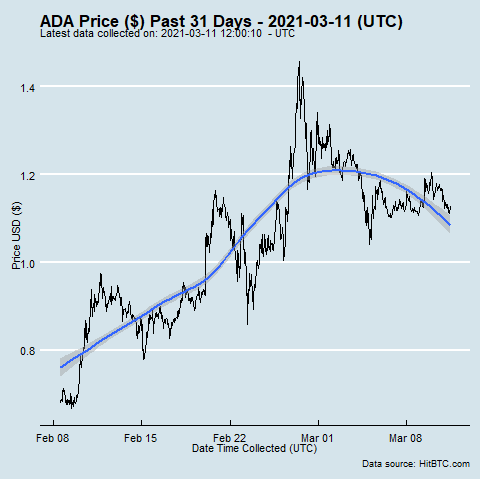 ADA Price ($) Past 31 Days - 2021-03-11 (UTC)
Latest data collected on: 2021-03-11 12:00:10 - UTC
Price USD ($)
1.4
1.2
1.0
0.8
Feb 08 Feb 15 Feb 22 Mar 01 Mar 08
Date Time Collected (UTC)
Data source: HitBTC.com